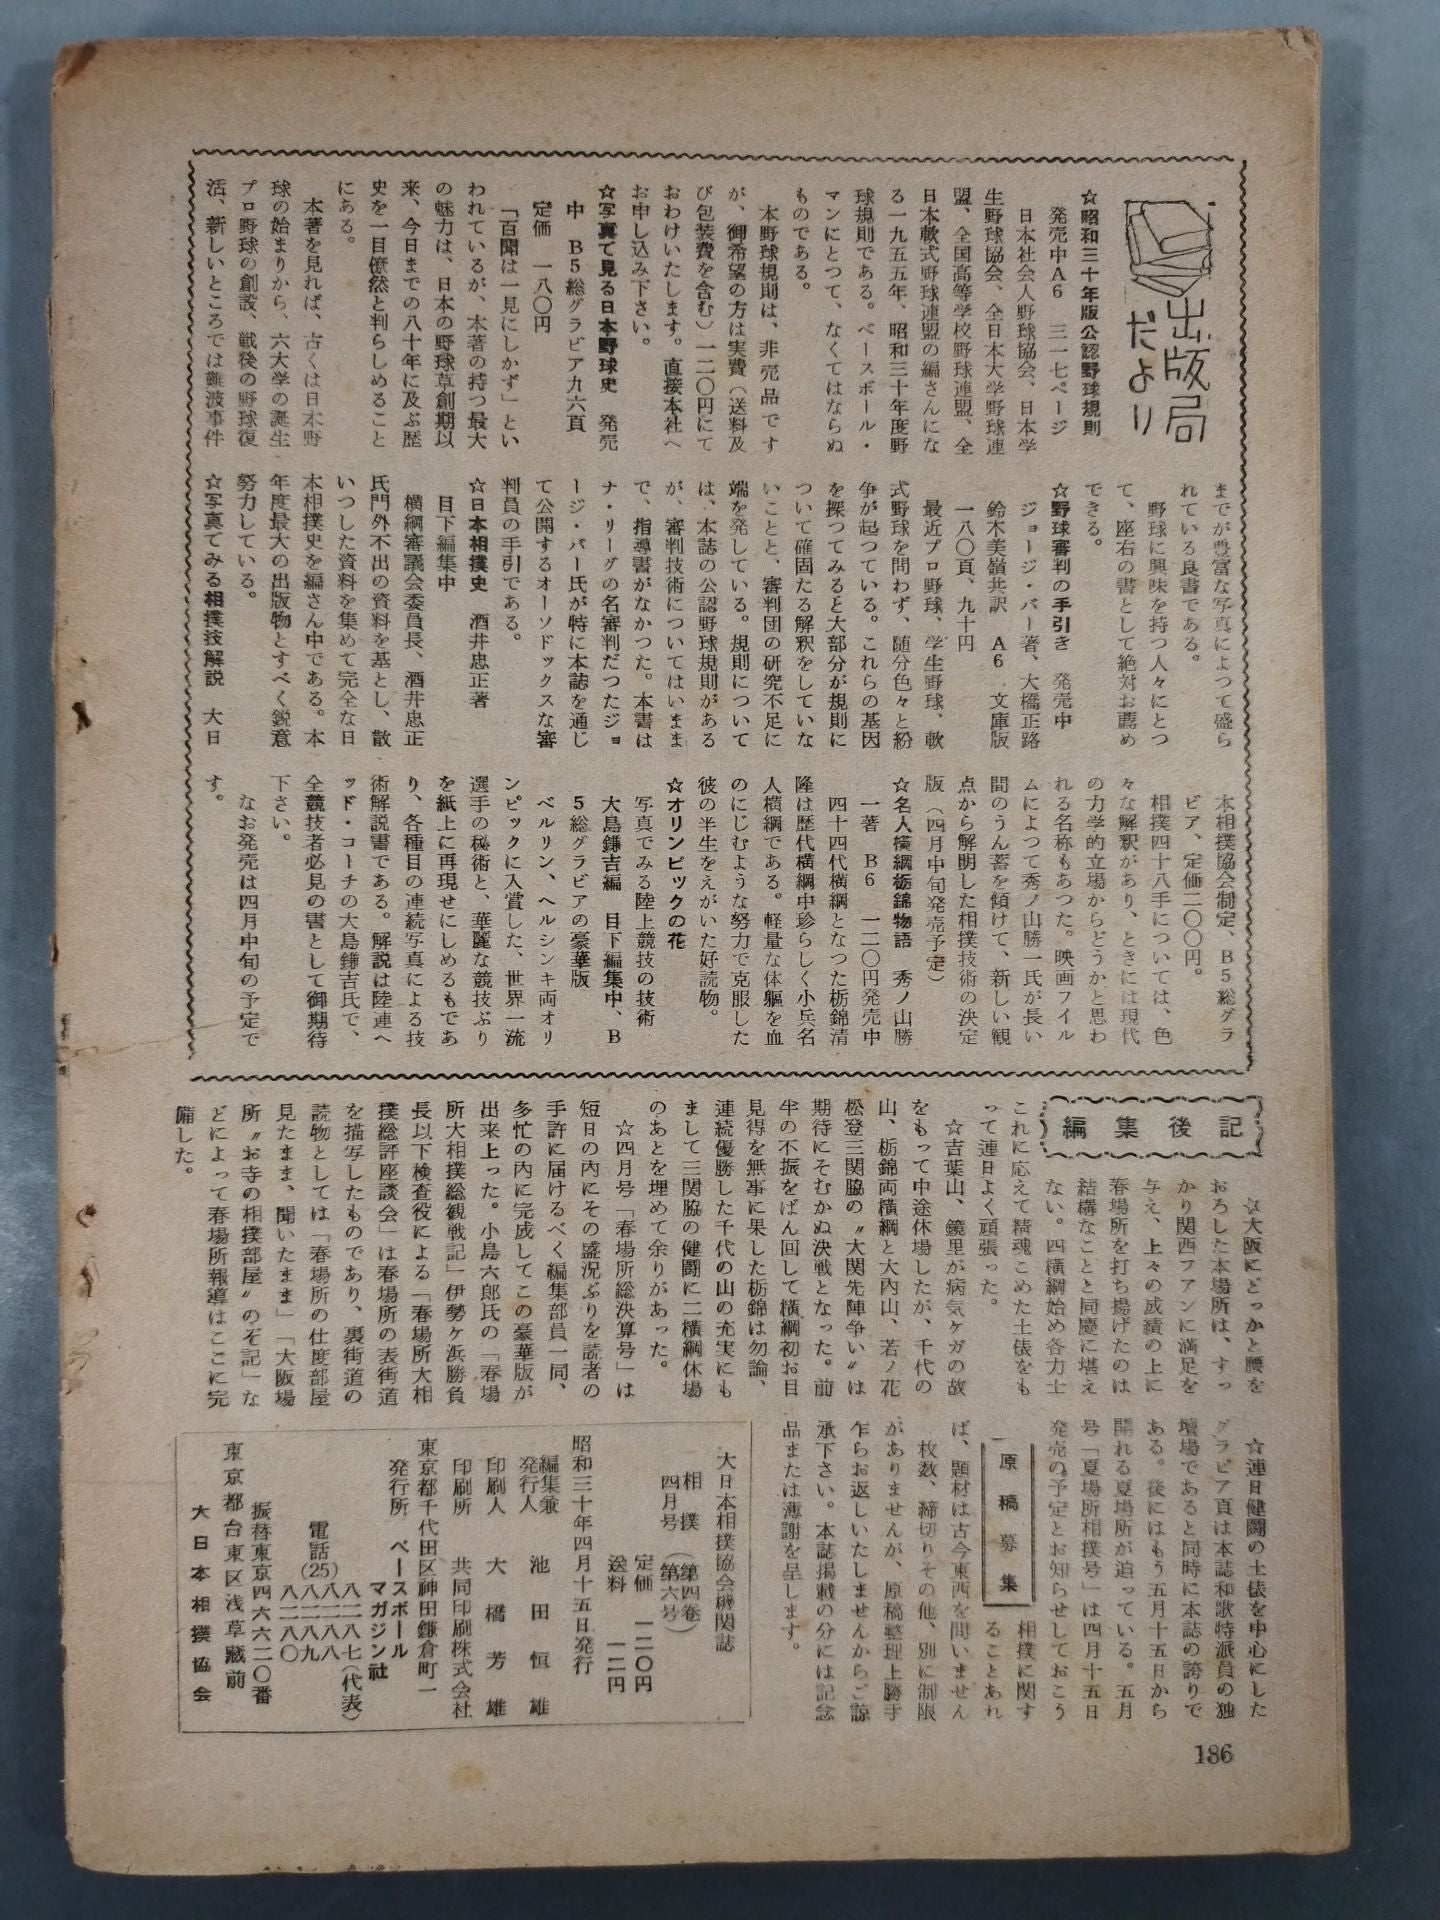 出版局
だより
☆昭和三十年版公認野球規則
発売中A6　三一七ページ
日本社会人野球協会、日本学
生野球協会、全日本大学野球連
盟、全国高等学校野球連盟、全
日本軟式野球連盟の編さんにな
る一九五五年、昭和三十年度野
球規則である。ベースボール・
マンにとつて、なくてはならぬ
ものである。
本野球規則は、非売品です
が、御希望の方は実費（送料及
び包装費を含む）一二〇円にて
おわけいたします。直接本社へ
お申し込み下さい。
☆写真で見る日本野球史　発売
中　B5総グラビア九六頁
定価　一八〇円
「百聞は一見にしかず」とい
われているが、本著の持つ最大
の魅力は、日本の野球草創期以
来、今日までの八十年に及ぶ歴
史を一目僚然と判らしめること
にある。
本著を見れば、古くは日本野
球の始まりから、六大学の誕生
プロ野球の創設、戦後の野球復
活、新しいところでは難波事件
までが豊富な写真によつて盛ら
れている良書である。
野球に興味を持つ人々にとつ
て、座右の書として絶対お薦め
できる。
☆野球審判の手引き　発売中
ジョージ・バー著、大橋正路
鈴木美嶺共訳　A6　文庫版
一八〇頁、九十円
最近プロ野球、学生野球、軟
式野球を問わず、随分色々と紛
争が起つている。これらの基因
を探つてみると大部分が規則に
ついて確固たる解釈をしていな
いことと、審判団の研究不足に
端を発している。規則について
は、本誌の公認野球規則がある
が、審判技術についてはいまま
で、指導書がなかつた。本書は
ナ・リーグの名審判だつたジョ
ージ・バー氏が特に本誌を通じ
て公開するオーソドックスな審
判員の手引である。
☆日本相撲史　酒井忠正著
目下編集中
横綱審議会委員長、酒井忠正
氏門外不出の資料を基とし、散
いつした資料を集めて完全な日
本相撲史を編さん中である。本
年度最大の出版物とすべく鋭意
努力している。
☆写真でみる相撲技解説　大日
本相撲協会制定、B5総グラ
ビア、定価二〇〇円。
相撲四十八手については、色
々な解釈があり、ときには現代
の力学的立場からどうかと思わ
れる名称もあつた。映画フイル
ムによつて秀ノ山勝一氏が長い
間のうん蓄を傾けて、新しい観
点から解明した相撲技術の決定
版（四月中旬発売予定）
☆名人横綱栃錦物語　秀ノ山勝
一著　B6　一二〇円発売中
四十四代横綱となつた栃錦清
隆は歴代横綱中珍らしく小兵名
人横綱である。軽量な体軀を血
のにじむような努力で克服した
彼の半生をえがいた好読物。
☆オリンピックの花
写真でみる陸上競技の技術
大島鎌吉編　目下編集中、B
5総グラビアの豪華版
ベルリン、ヘルシンキ両オリ
ンピックに入賞した、世界一流
選手の秘術と、華麗な競技ぶり
を紙上に再現せにしめるもであ
り、各種目の連続写真による技
術解説書である。解説は陸連ヘ
ッド・コーチの大島鎌吉氏で、
全競技者必見の書として御期待
下さい。
なお発売は四月中旬の予定で
す。
編集後記
☆大阪にどっかと腰を
おろした本場所は、すっ
かり関西ファンに満足を
与え、上々の成績の上に
春場所を打ち揚げたのは
結構なことと同慶に堪え
ない。四横綱始め各力士
これに応えて精魂こめた土俵をも
って連日よく頑張った。
☆吉葉山、鏡里が病気ケガの故
をもって中途休場したが、千代の
山、栃錦両横綱と大内山、若ノ花
松登三関脇の〝大関先陣争い〟は
期待にそむかぬ決戦となった。前
半の不振をばん回して横綱初お目
見得を無事に果した栃錦は勿論、
連続優勝した千代の山の充実にも
まして三関脇の健闘に二横綱休場
のあとを埋めて余りがあった。
☆四月号「春場所総決算号」は
短日の内にその盛況ぶりを読者の
手許に届けるべく編集部員一同、
多忙の内に完成してこの豪華版が
出来上った。小島六郎氏の「春場
所大相撲総観戦記」伊勢ヶ浜勝負
長以下検査役による「春場所大相
撲総評座談会」は春場所の表街道
を描写したものであり、裏街道の
読物としては「春場所の仕度部屋
見たまま、聞いたまま」「大阪場
所〝お寺の相撲部屋〟のぞ記」な
どによって春場所報導はここに完
備した。
☆連日健闘の土俵を中心にした
グラビア頁は本誌和歌特派員の独
壇場であると同時に本誌の誇りで
ある。後にはもう五月十五日から
開れる夏場所が追っている。五月
号「夏場所相撲号」は四月十五日
発売の予定とお知らせしておこう
原稿募集
相撲に関す
ることあれ
ば、題材は古今東西を問いません
枚数、締切りその他、別に制限
がありませんが、原稿整理上勝手
乍らお返しいたしませんからご諒
承下さい。本誌掲載の分には記念
品または薄謝を呈します。
大日本相撲協会機関誌
相撲（第四巻）
四月号（第六号）
定価　一二〇円
送料　一二円
昭和三十年四月十五日発行
編集兼
発行人　池田恒雄
印刷人　大橋芳雄
印刷所　共同印刷株式会社
東京都千代田区神田鎌倉町一
発行所　ベースボール
マガジン社
電話(25)八二八七(代表)
八二八八
八二八九
八二八〇
振替東京四六六二〇番
東京都台東区浅草蔵前
大日本相撲協会
186